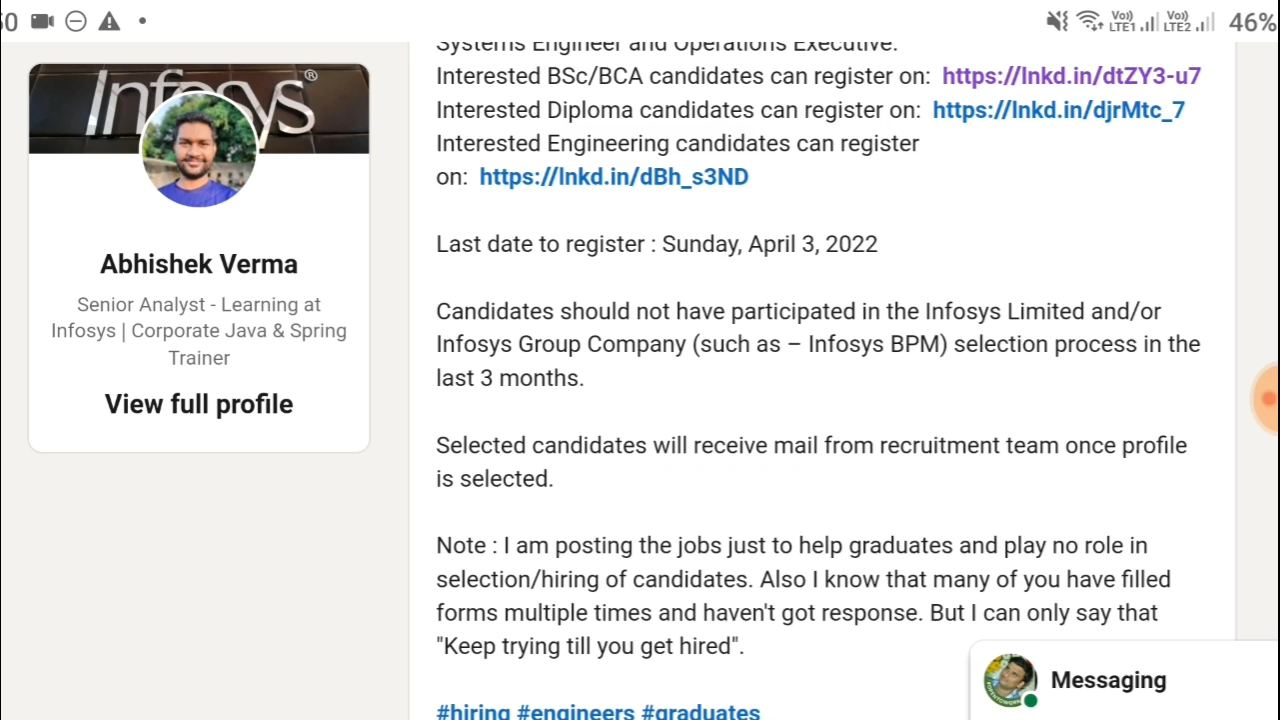 50
Vo)) LTE1 Vo)) LTE2 46%
Infosys®
Abhishek Verma
Senior Analyst - Learning at
Infosys | Corporate Java & Spring
Trainer
View full profile
Systems Engineer and Operations Executive.
Interested BSc/BCA candidates can register on: https://lnkd.in/dtZY3-u7
Interested Diploma candidates can register on: https://lnkd.in/djrMtc_7
Interested Engineering candidates can register
on: https://lnkd.in/dBh_s3ND
Last date to register : Sunday, April 3, 2022
Candidates should not have participated in the Infosys Limited and/or
Infosys Group Company (such as – Infosys BPM) selection process in the
last 3 months.
Selected candidates will receive mail from recruitment team once profile
is selected.
Note : I am posting the jobs just to help graduates and play no role in
selection/hiring of candidates. Also I know that many of you have filled
forms multiple times and haven't got response. But I can only say that
"Keep trying till you get hired".
#hiring #engineers #graduates
Messaging